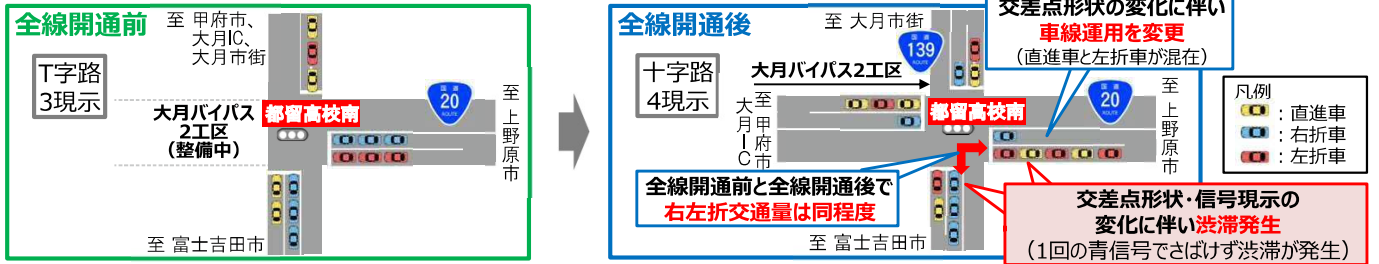 全線開通前
至 甲府市、
大月IC、
大月市街
T字路
3現示
大月バイパス
2工区
(整備中)
都留高校南
国道
20
ROUTE
至 上野原市
至 富士吉田市
全線開通後
至 大月市街
国道
139
ROUTE
十字路
4現示
大月バイパス2工区
至 甲府市
大月IC
都留高校南
国道
20
ROUTE
至 上野原市
至 富士吉田市
交差点形状の変化に伴い
車線運用を変更
(直進車と左折車が混在)
全線開通前と全線開通後で
右左折交通量は同程度
交差点形状・信号現示の
変化に伴い渋滞発生
(1回の青信号でさばけず渋滞が発生)
凡例
:直進車
:右折車
:左折車